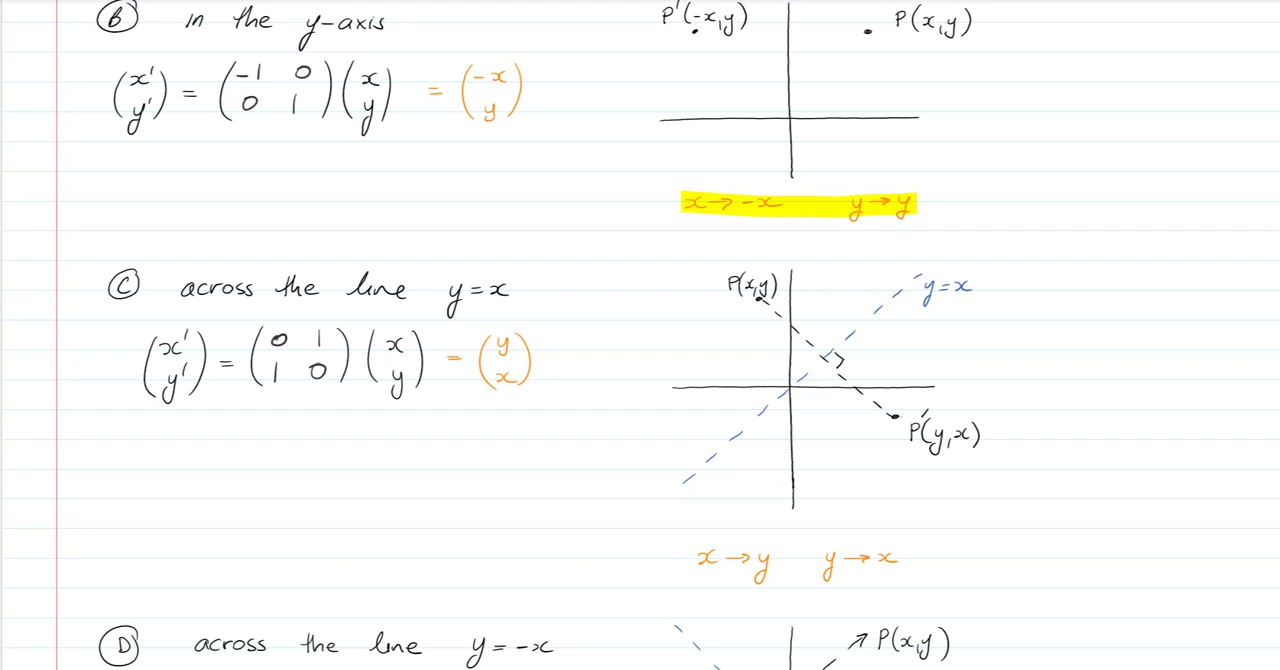 Ⓑ in the y-axis
P'(-x,y) P(x,y)
(x' y') = (-1 0 0 1)(x y) = (-x y)
x → -x y → y
Ⓒ across the line y=x
P(x,y) y=x
(x' y') = (0 1 1 0)(x y) = (y x)
P'(y,x)
x → y y → x
Ⓓ across the line y=-x
P(x,y)